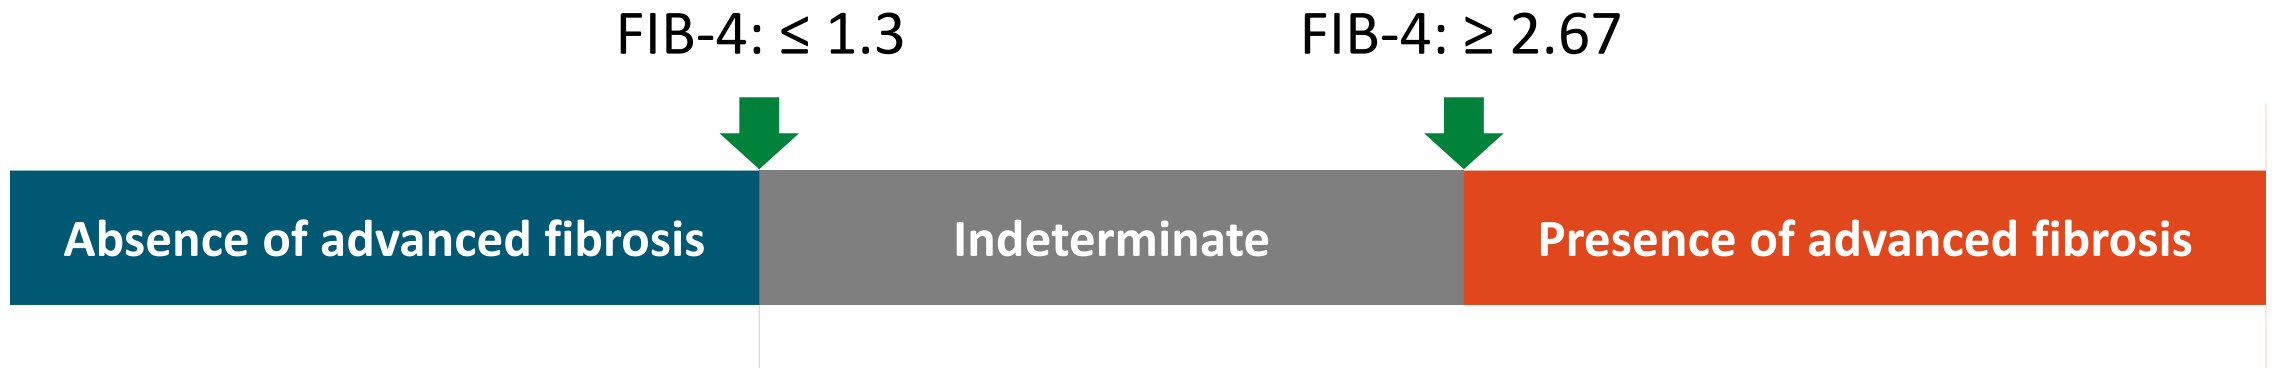 FIB-4: ≤ 1.3
FIB-4: ≥ 2.67
Absence of advanced fibrosis
Indeterminate
Presence of advanced fibrosis